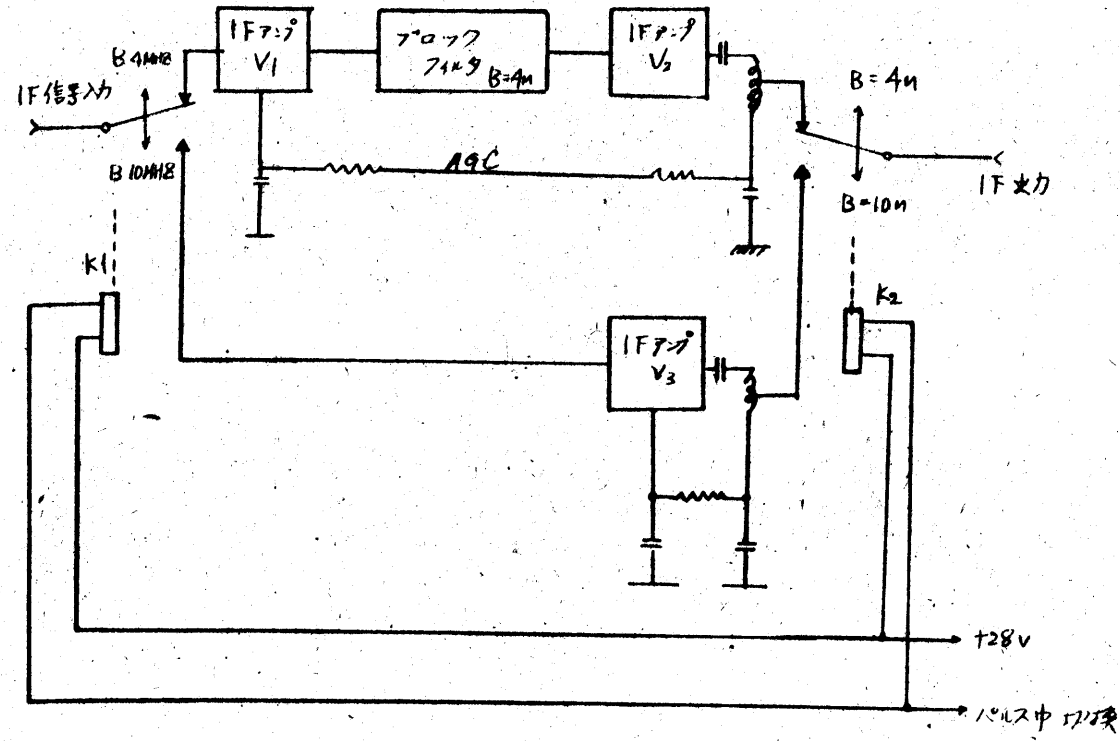 IFアンプ
V1
ブロック
フィルタ
B=4M
IFアンプ
V2
B 4MHz
IF信号入力
B 10MHz
B=4M
AGC
IF出力
B=10M
K1
K2
IFアンプ
V3
+28V
パルス巾切換